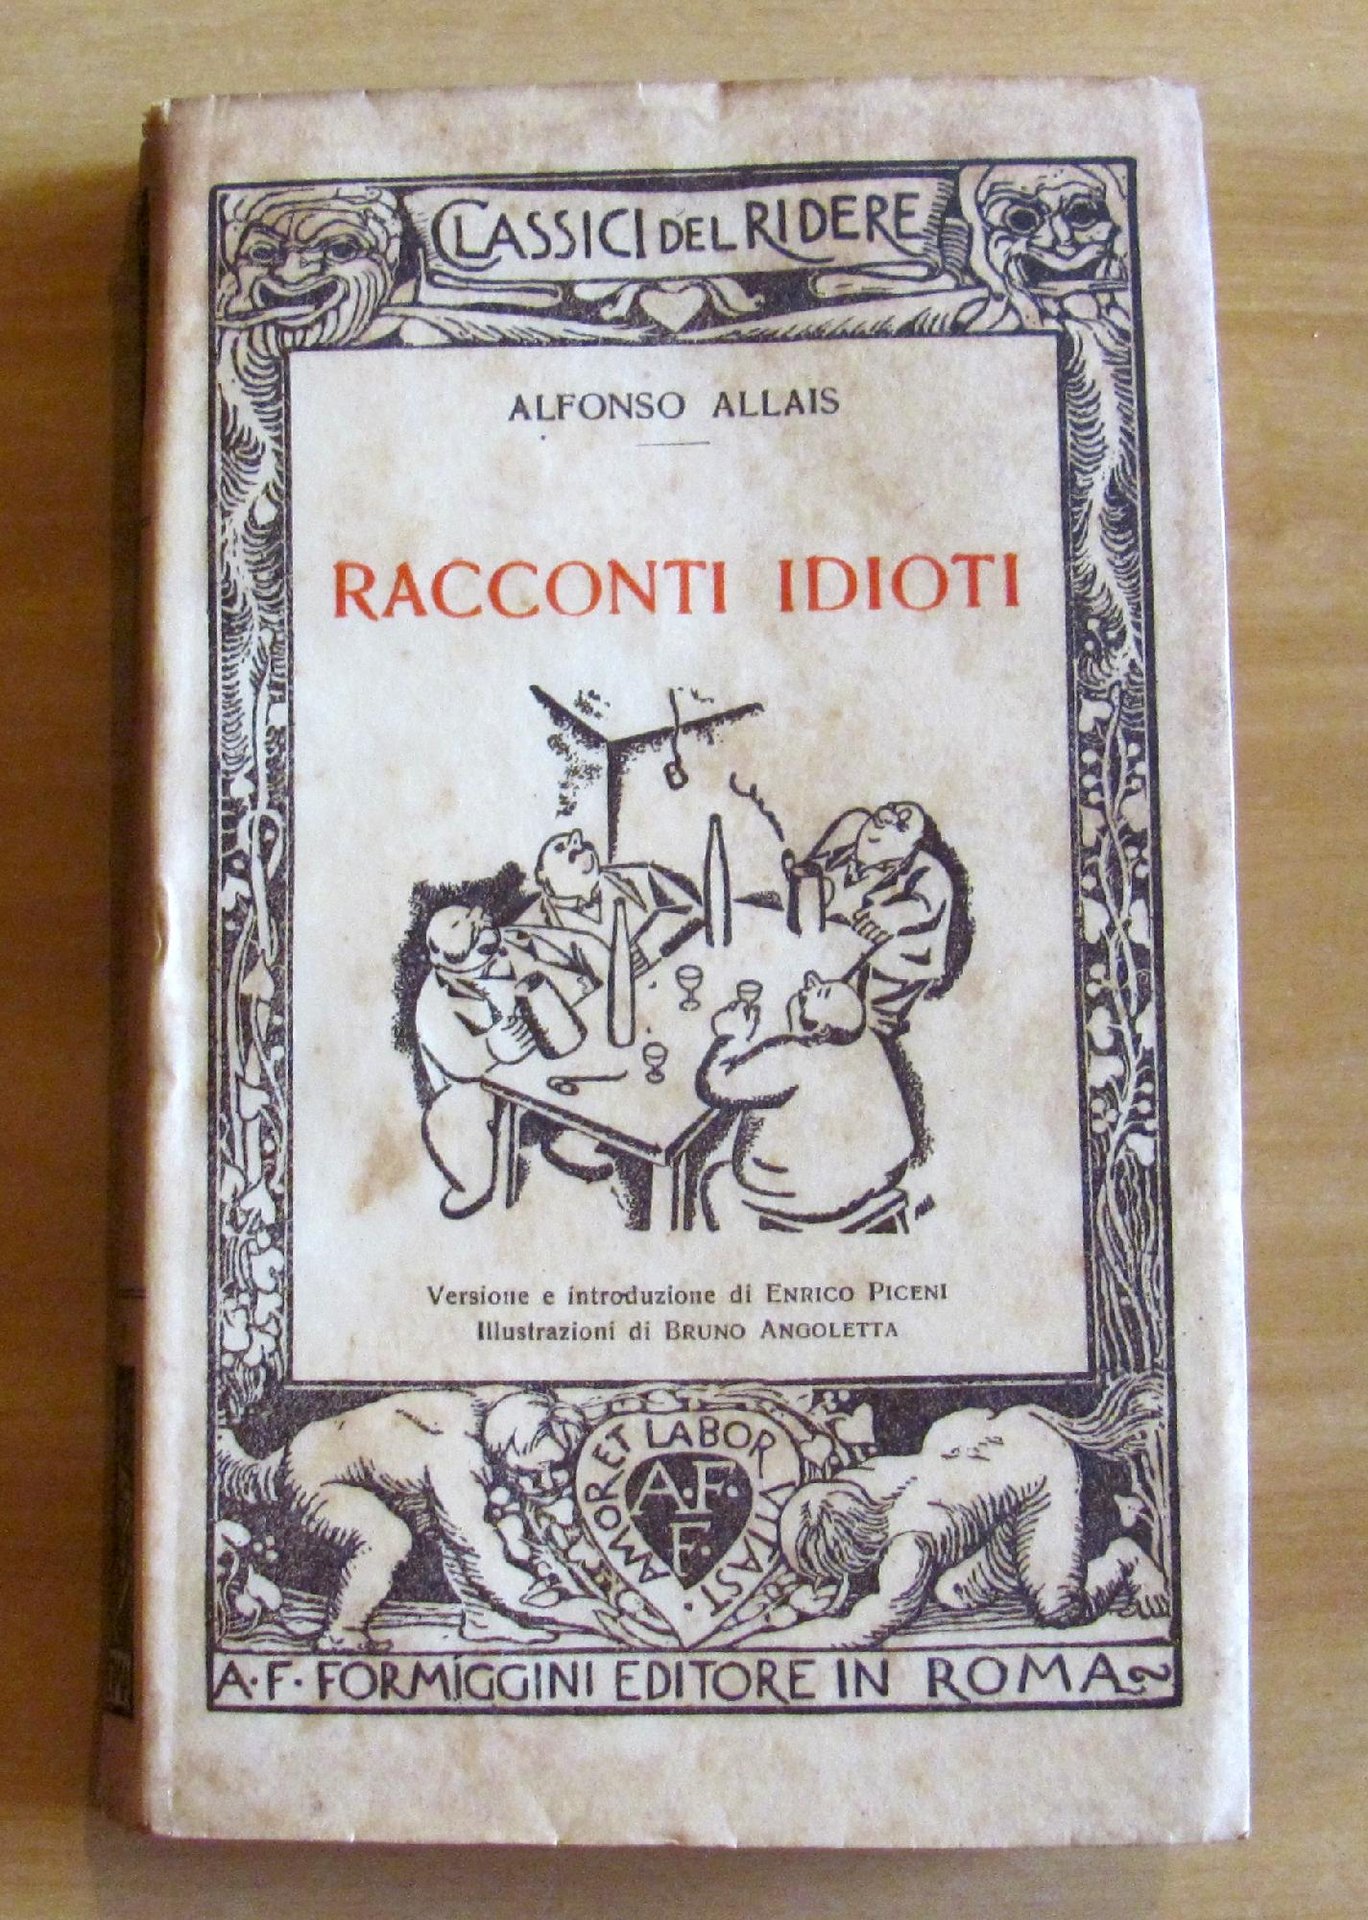 CLASSICI DEL RIDERE
ALFONSO ALLAIS
RACCONTI IDIOTI
Versione e introduzione di ENRICO PICENI
Illustrazioni di BRUNO ANGOLETTA
AMOR ET LABOR VITAST.
A.F.
F.
A.F. FORMÍGGINI EDITORE IN ROMA